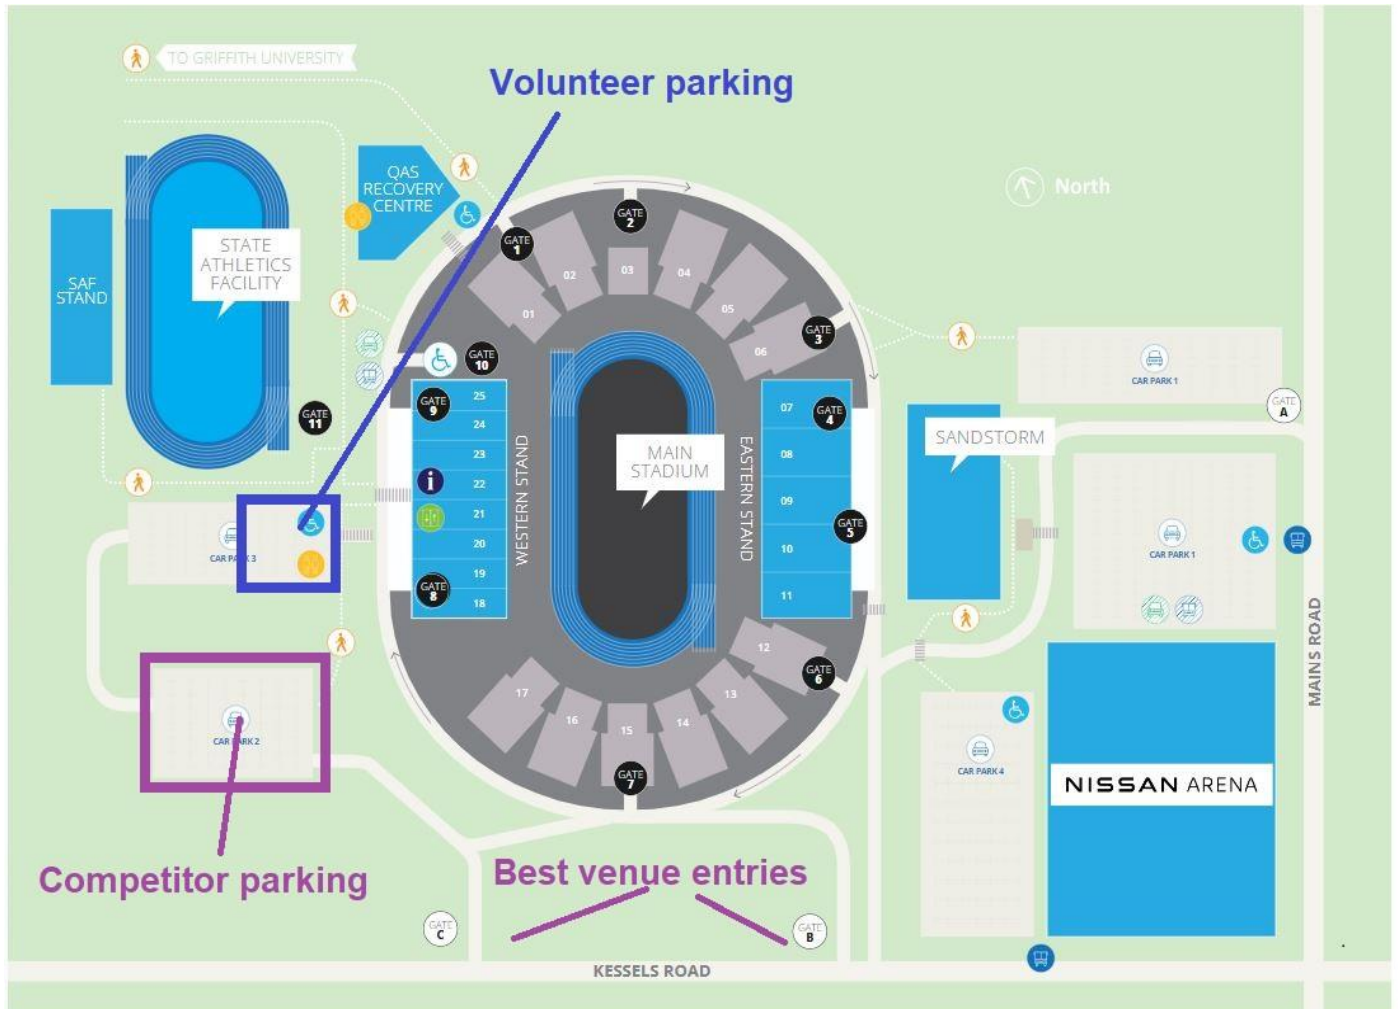 TO GRIFFITH UNIVERSITY
Volunteer parking
QAS
RECOVERY
CENTRE
North
GATE
1
GATE
2
STATE
ATHLETICS
FACILITY
SAF
STAND
01
02
03
04
05
06
GATE
3
GATE
10
CAR PARK 1
GATE
A
GATE
9
25
24
23
22
21
20
19
18
GATE
11
i
WESTERN STAND
MAIN
STADIUM
EASTERN STAND
07
08
09
10
11
GATE
4
GATE
5
SANDSTORM
CAR PARK 1
CAR PARK 3
GATE
8
MAINS ROAD
12
GATE
6
13
14
15
16
17
GATE
7
CAR PARK 2
CAR PARK 4
NISSAN ARENA
Competitor parking
Best venue entries
GATE
C
GATE
B
KESSELS ROAD